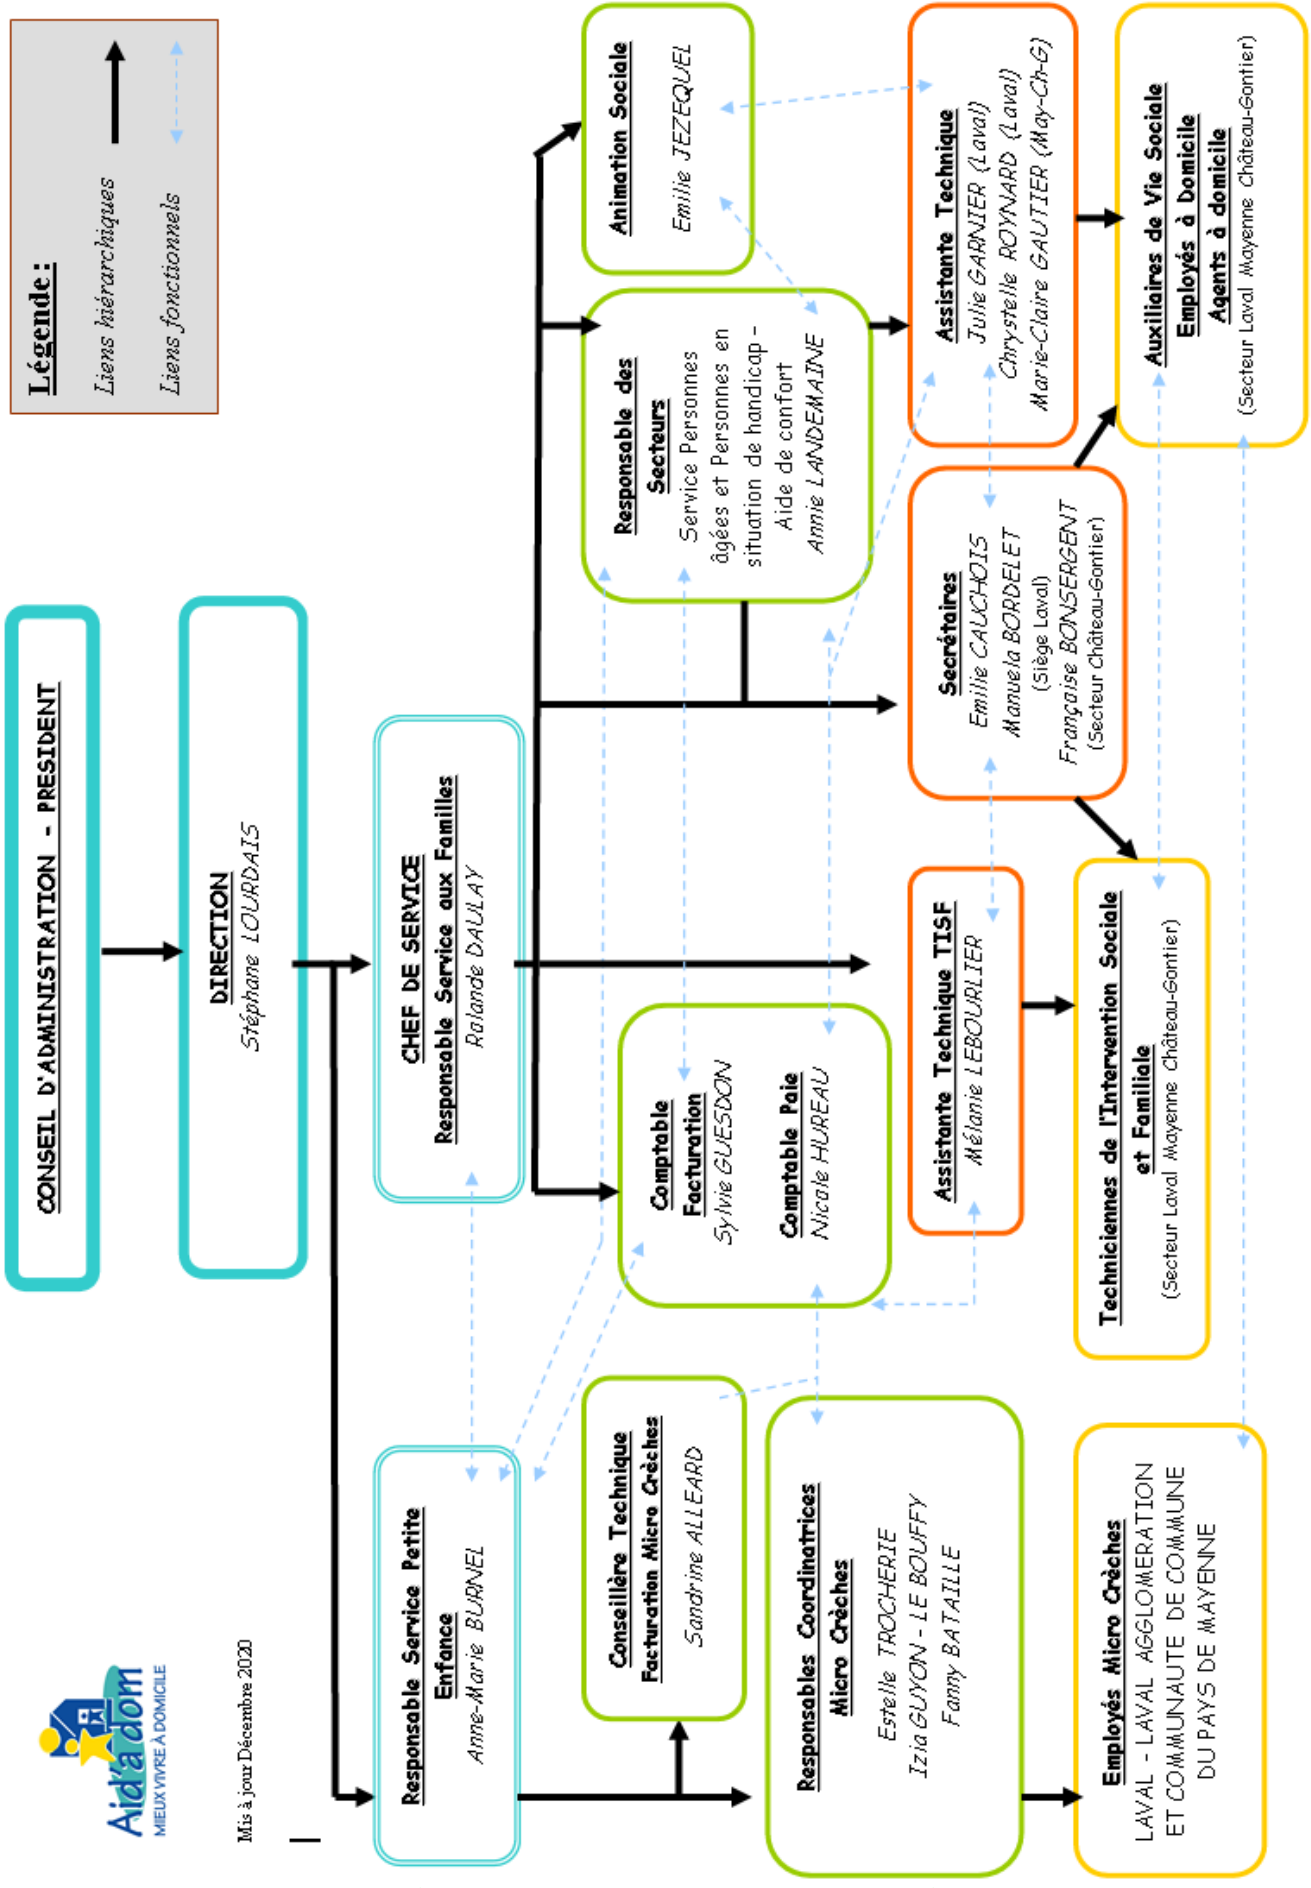 Aid'a dom
MIEUX VIVRE À DOMICILE
Mis à jour Décembre 2020
CONSEIL D'ADMINISTRATION - PRESIDENT
Légende :
Liens hiérarchiques
Liens fonctionnels
DIRECTION
Stéphane LOURDAIS
Responsable Service Petite
Enfance
Anne-Marie BURNEL
CHEF DE SERVICE
Responsable Service aux Familles
Rolande DAULAY
Conseillère Technique
Facturation Micro Crèches
Sandrine ALLEARD
Comptable
Facturation
Sylvie GUESDON
Comptable Paie
Nicole HUREAU
Responsable des
Secteurs
Service Personnes
âgées et Personnes en
situation de handicap -
Aide de confort
Annie LANDEMAINE
Animation Sociale
Emilie JEZEQUEL
Responsables Coordinatrices
Micro Crèches
Estelle TROCHERIE
Izia GUYON - LE BOUFFY
Fanny BATAILLE
Assistante Technique TISF
Mélanie LEBOURLIER
Secrétaires
Emilie CAUCHOIS
Manuela BORDELET
(Siège Laval)
Françoise BONSERGENT
(Secteur Château-Gontier)
Assistante Technique
Julie GARNIER (Laval)
Chrystelle ROYNARD (Laval)
Marie-Claire GAUTIER (May-Ch-G)
Employés Micro Crèches
LAVAL - LAVAL AGGLOMERATION
ET COMMUNAUTE DE COMMUNE
DU PAYS DE MAYENNE
Techniciennes de l'Intervention Sociale
et Familiale
(Secteur Laval Mayenne Château-Gontier)
Auxiliaires de Vie Sociale
Employés à Domicile
Agents à domicile
(Secteur Laval Mayenne Château-Gontier)